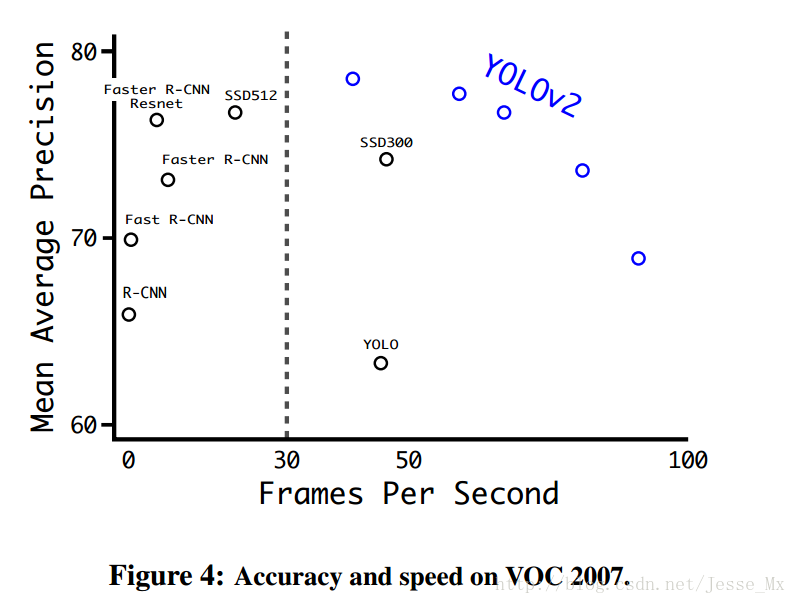 80
70
60
Mean Average Precision
Faster R-CNN
Resnet
SSD512
YOLOv2
SSD300
Faster R-CNN
Fast R-CNN
R-CNN
YOLO
0 30 50 100
Frames Per Second
Figure 4: Accuracy and speed on VOC 2007.
http://blog.csdn.net/Jesse_Mx